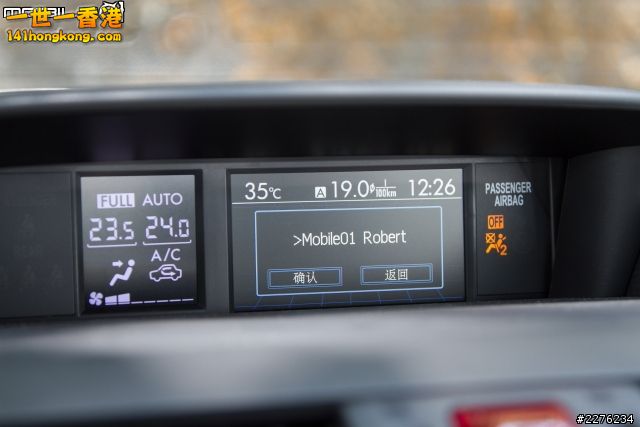 一世一香港
141hongkong.com
FULL AUTO
23.5 24.0
A/C
35℃ A 19.0 l/100km 12:26
>Mobile01 Robert
确认 返回
PASSENGER
AIRBAG
OFF
2
#2276234